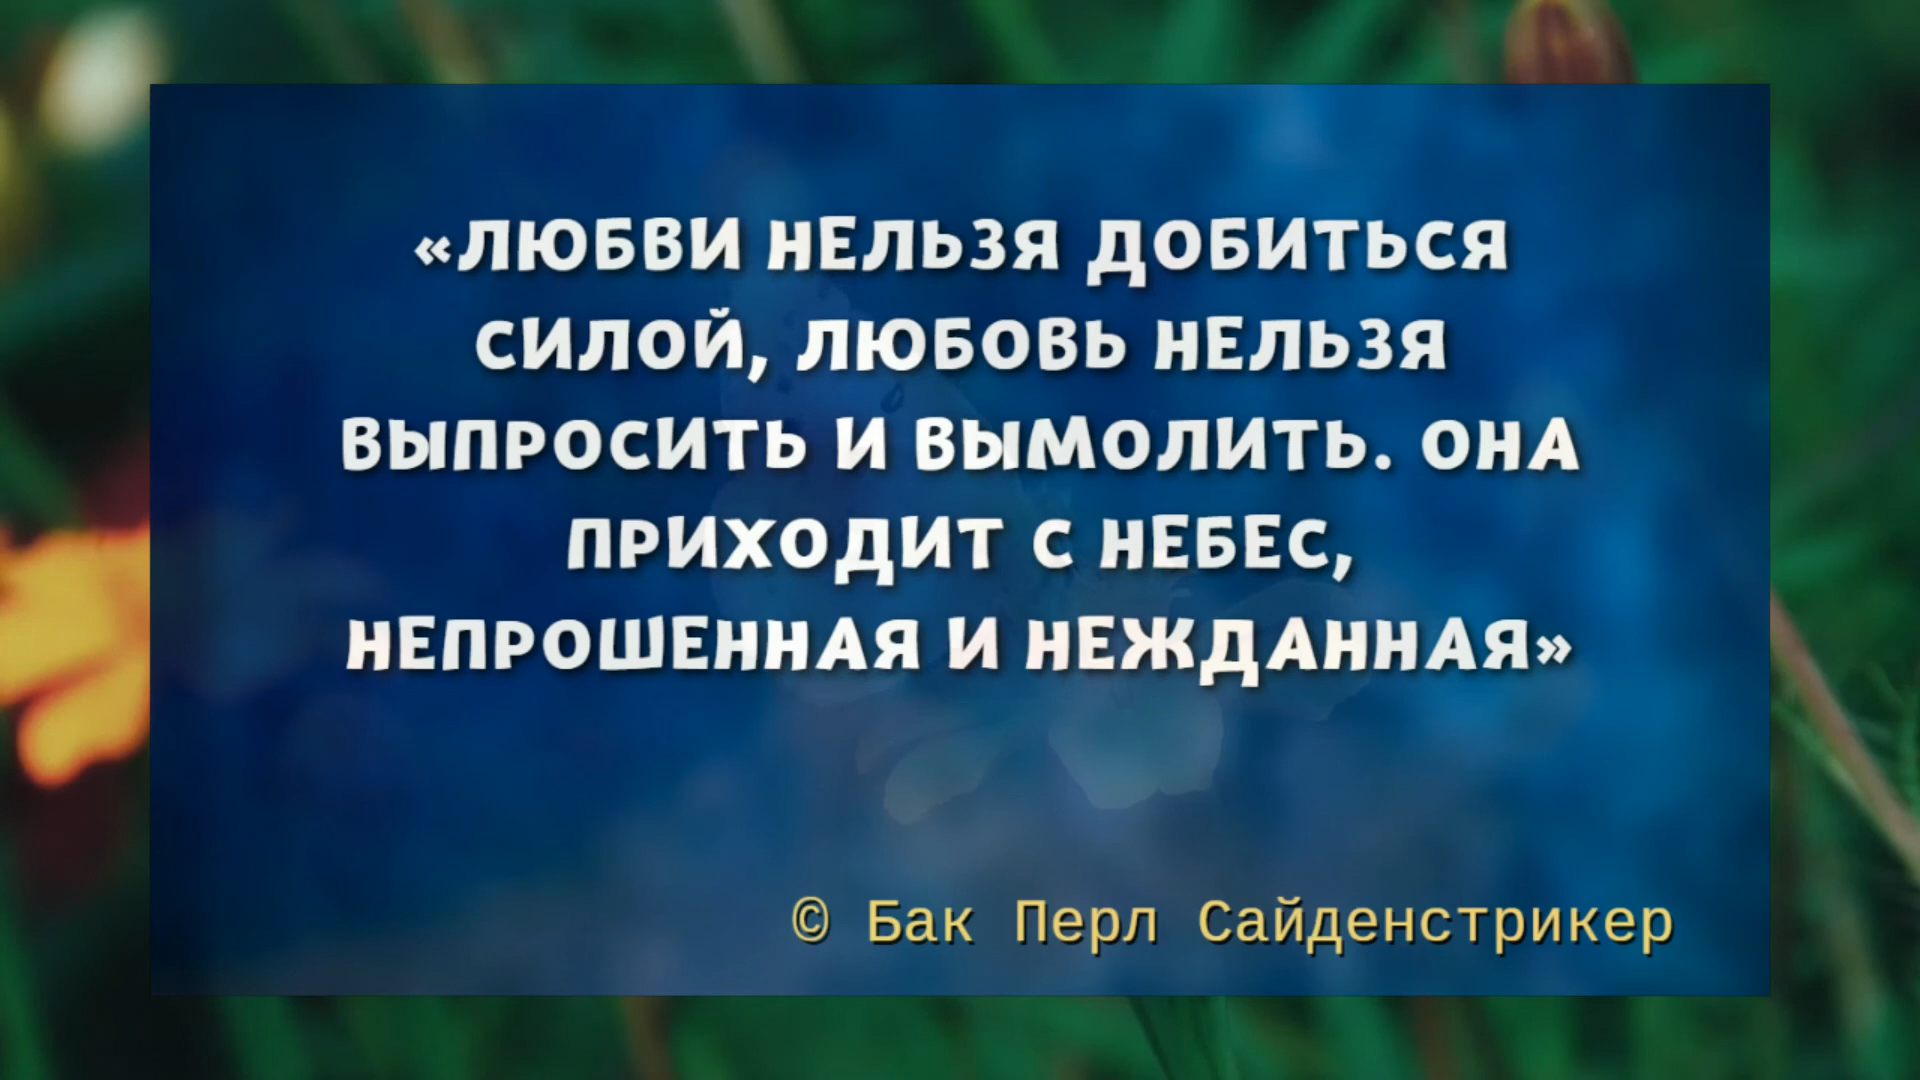 «ЛЮБВИ НЕЛЬЗЯ ДОБИТЬСЯ
СИЛОЙ, ЛЮБОВЬ НЕЛЬЗЯ
ВЫПРОСИТЬ И ВЫМОЛИТЬ. ОНА
ПРИХОДИТ С НЕБЕС,
НЕПРОШЕННАЯ И НЕЖДАННАЯ»
© Бак Перл Сайденстрикер